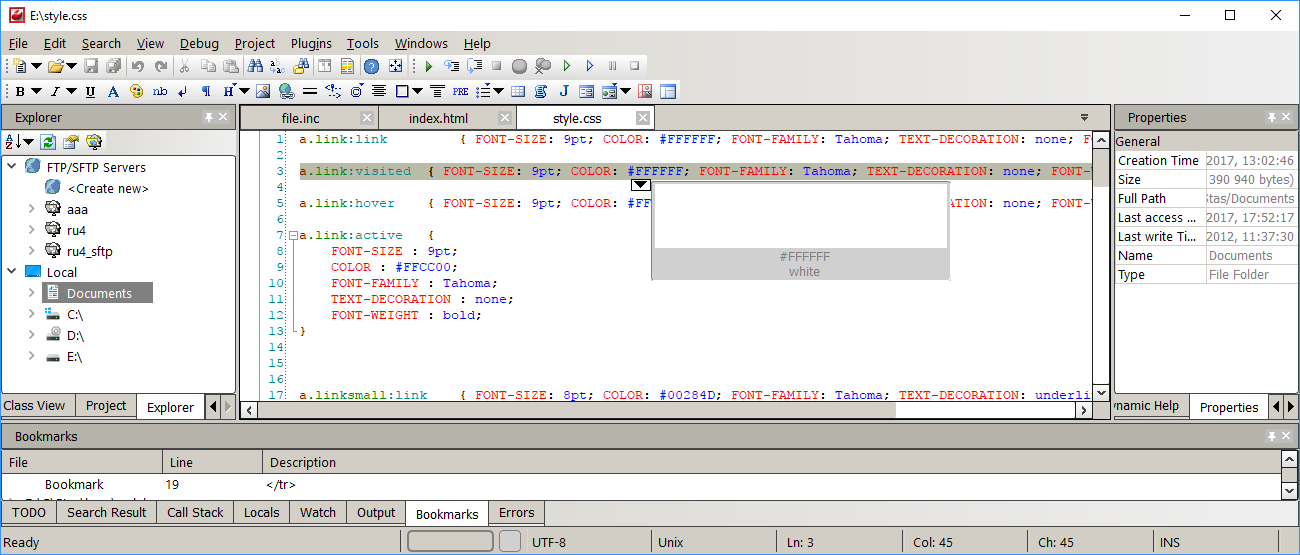 E:\style.css
File Edit Search View Debug Project Plugins Tools Windows Help
B I U A nb ¶ H PRE J
Explorer
FTP/SFTP Servers
<Create new>
aaa
ru4
ru4_sftp
Local
Documents
C:\
D:\
E:\
Class View Project Explorer
file.inc index.html style.css
1 a.link:link { FONT-SIZE: 9pt; COLOR: #FFFFFF; FONT-FAMILY: Tahoma; TEXT-DECORATION: none; F
2
3 a.link:visited { FONT-SIZE: 9pt; COLOR: #FFFFFF; FONT-FAMILY: Tahoma; TEXT-DECORATION: none; FONT-
4
5 a.link:hover { FONT-SIZE: 9pt; COLOR: #FF RATION: none; FONT-
6
7 a.link:active {
8 FONT-SIZE : 9pt;
9 COLOR : #FFCC00;
10 FONT-FAMILY : Tahoma;
11 TEXT-DECORATION : none;
12 FONT-WEIGHT : bold;
13 }
14
15
16
17 a.linksmall:link { FONT-SIZE: 8pt; COLOR: #00284D; FONT-FAMILY: Tahoma; TEXT-DECORATION: underli
#FFFFFF
white
Properties
General
Creation Time 2017, 13:02:46
Size 390 940 bytes)
Full Path Stas/Documents
Last access ... 2017, 17:52:17
Last write Ti... 2012, 11:37:30
Name Documents
Type File Folder
namic Help Properties
Bookmarks
File Line Description
Bookmark 19 </tr>
TODO Search Result Call Stack Locals Watch Output Bookmarks Errors
Ready UTF-8 Unix Ln: 3 Col: 45 Ch: 45 INS